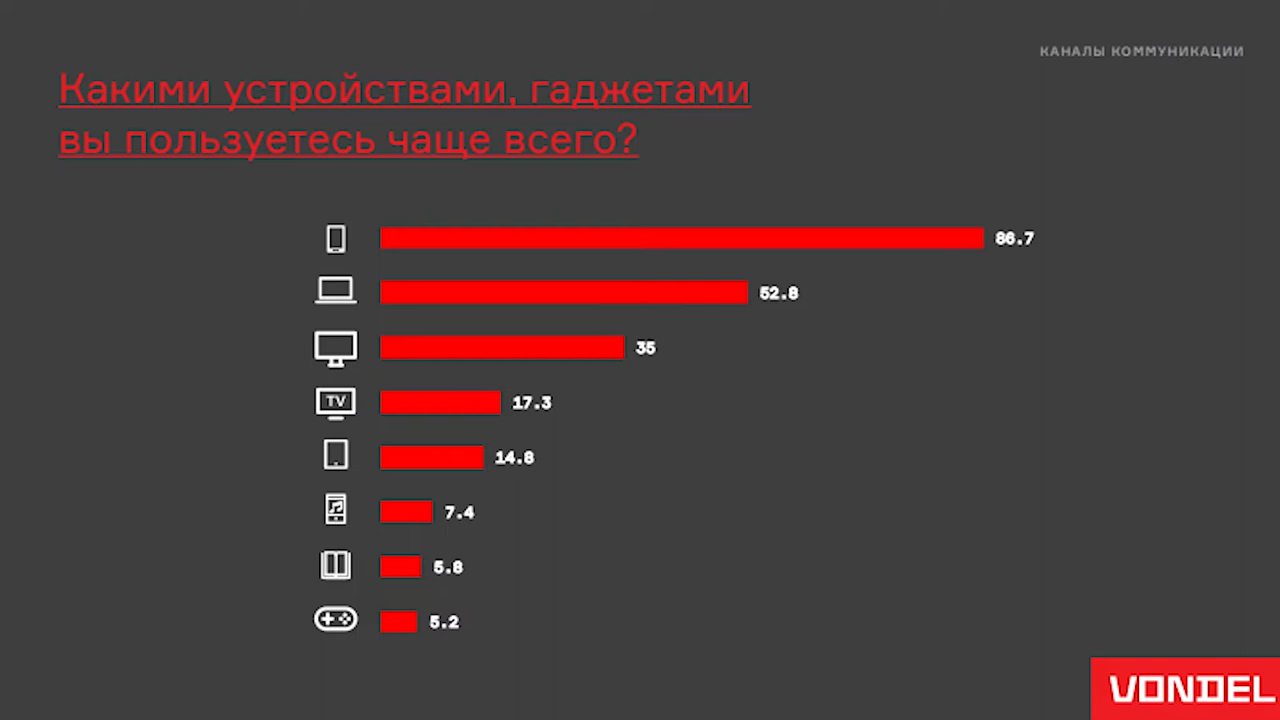 КАНАЛЫ КОММУНИКАЦИИ
Какими устройствами, гаджетами
вы пользуетесь чаще всего?
86.7
52.8
35
TV
17.3
14.8
7.4
5.8
5.2
VONDEL